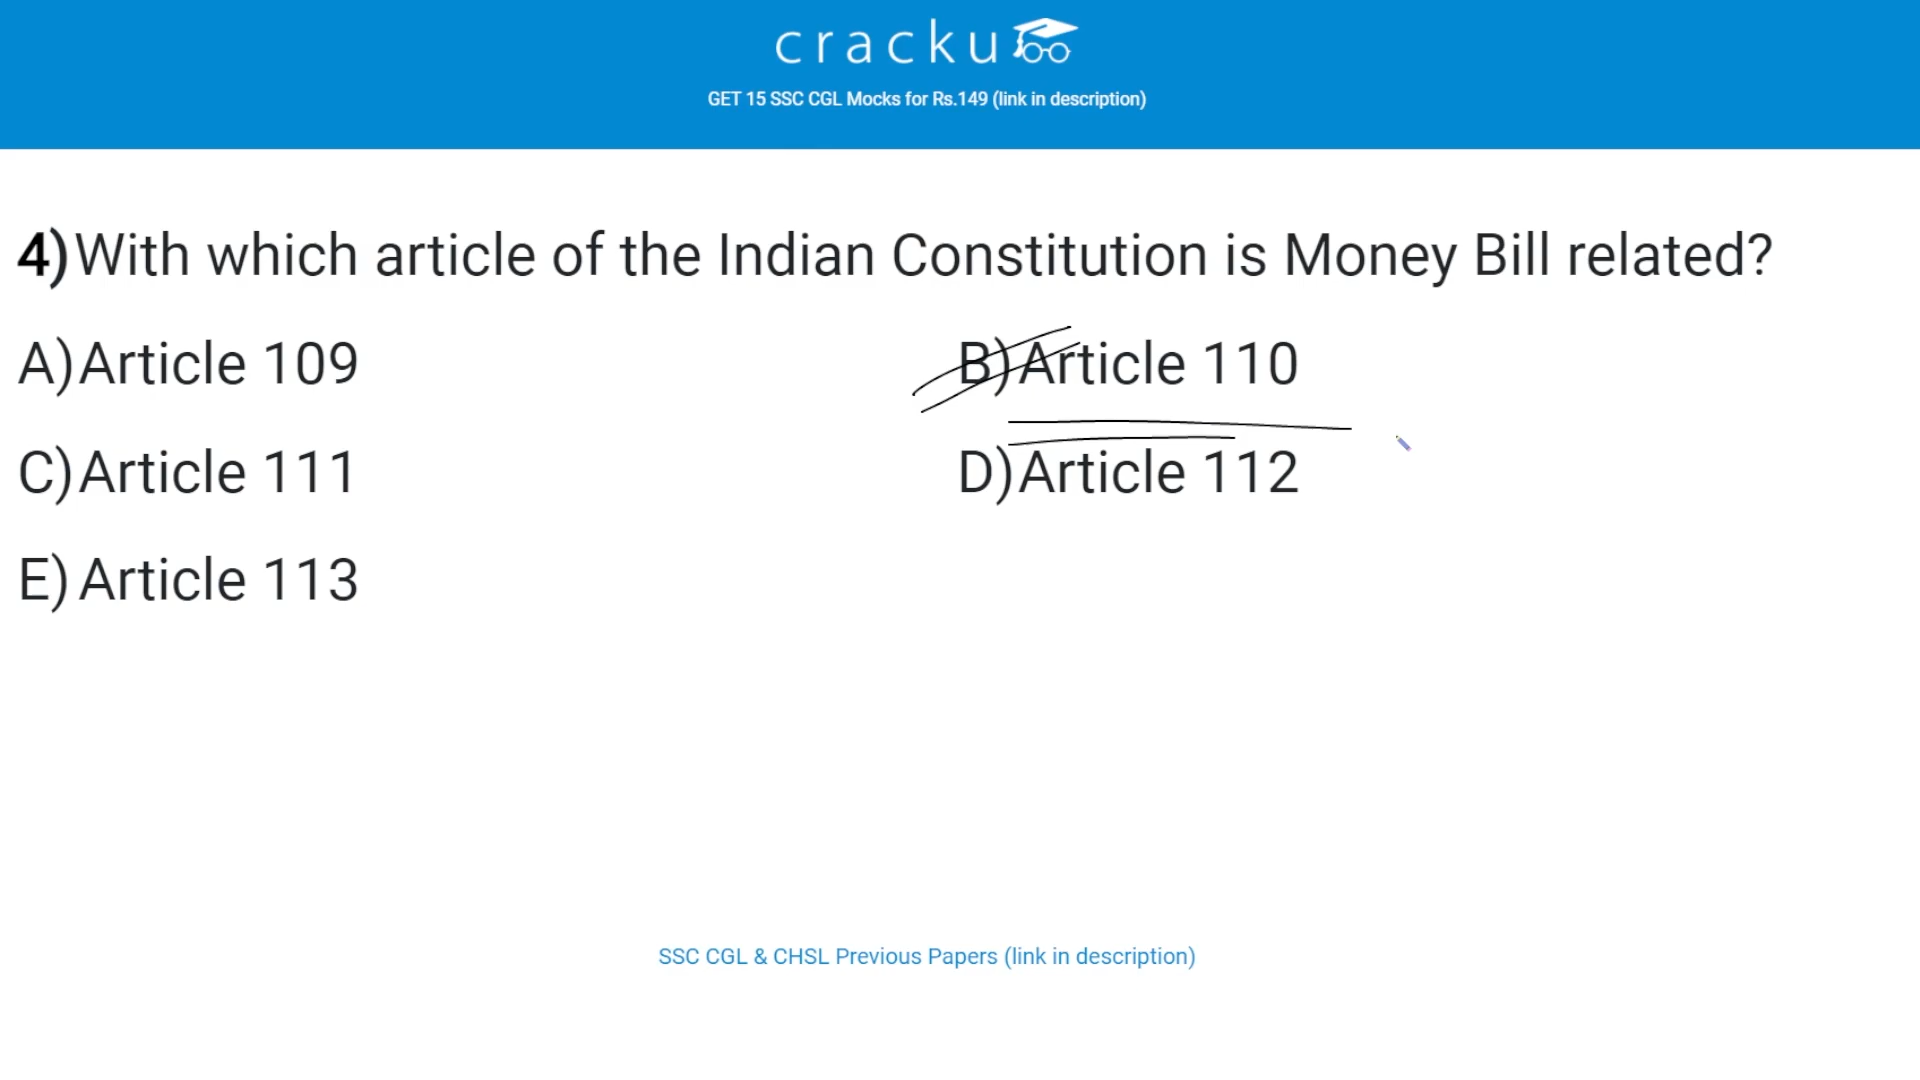 cracku
GET 15 SSC CGL Mocks for Rs.149 (link in description)
4)With which article of the Indian Constitution is Money Bill related?
A)Article 109
B)Article 110
C)Article 111
D)Article 112
E)Article 113
SSC CGL & CHSL Previous Papers (link in description)